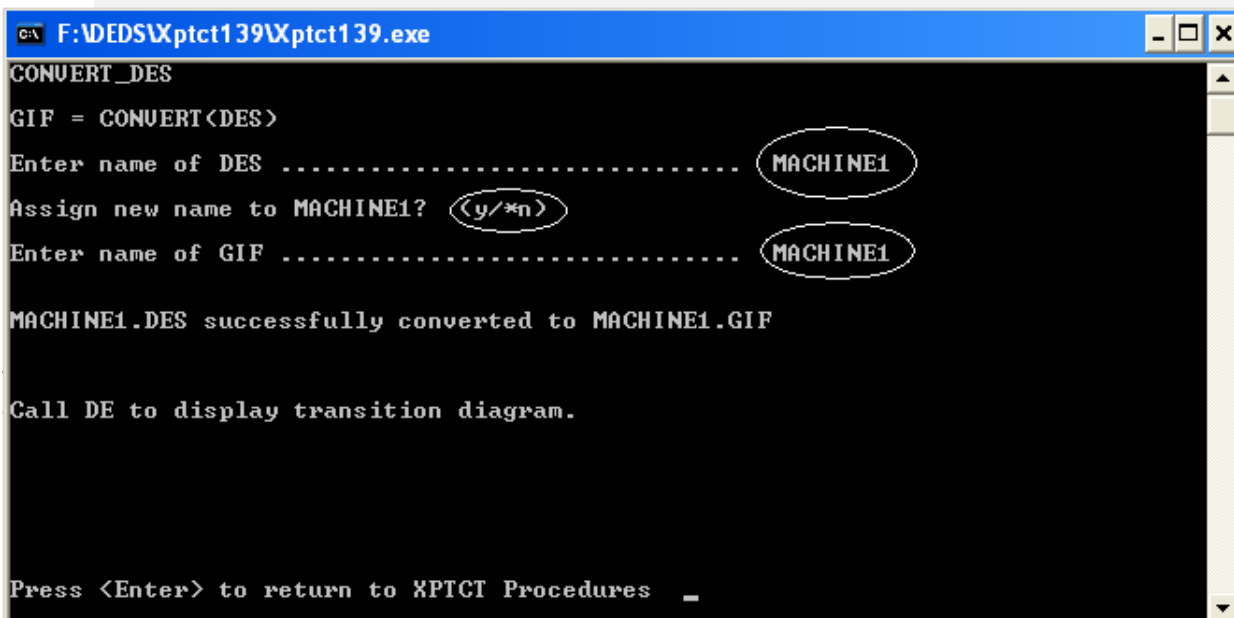 F:\DEDS\Xptct139\Xptct139.exe
CONVERT_DES
GIF = CONVERT(DES)
Enter name of DES ............................... MACHINE1
Assign new name to MACHINE1? (y/*n)
Enter name of GIF ............................... MACHINE1
MACHINE1.DES successfully converted to MACHINE1.GIF
Call DE to display transition diagram.
Press <Enter> to return to XPTCT Procedures _